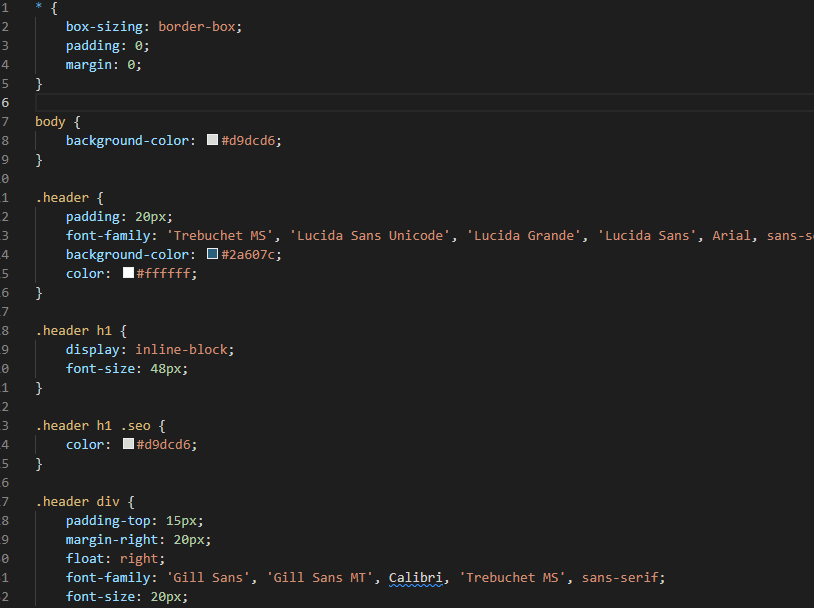 1 * {
2 box-sizing: border-box;
3 padding: 0;
4 margin: 0;
5 }
6
7 body {
8 background-color: #d9dcd6;
9 }
0
1 .header {
2 padding: 20px;
3 font-family: 'Trebuchet MS', 'Lucida Sans Unicode', 'Lucida Grande', 'Lucida Sans', Arial, sans-s
4 background-color: #2a607c;
5 color: #ffffff;
6 }
7
8 .header h1 {
9 display: inline-block;
0 font-size: 48px;
1 }
2
3 .header h1 .seo {
4 color: #d9dcd6;
5 }
6
7 .header div {
8 padding-top: 15px;
9 margin-right: 20px;
0 float: right;
1 font-family: 'Gill Sans', 'Gill Sans MT', Calibri, 'Trebuchet MS', sans-serif;
2 font-size: 20px;